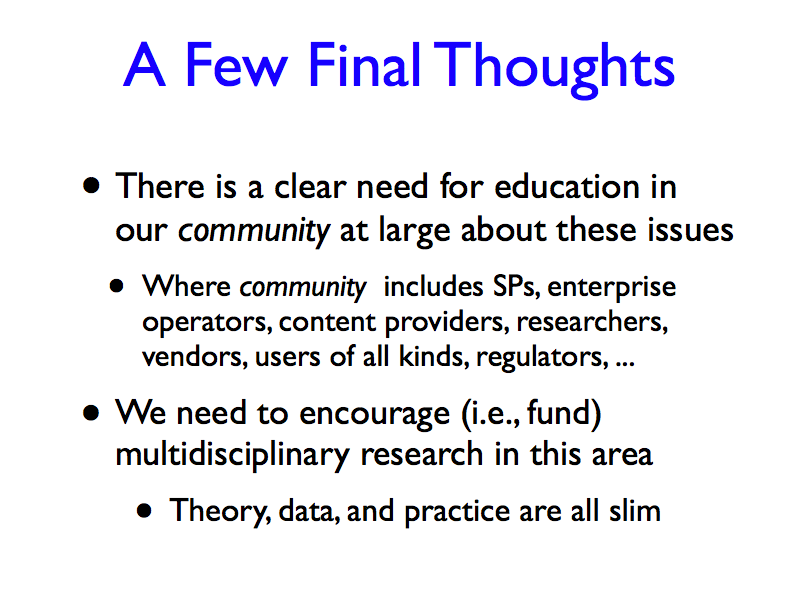 A Few Final Thoughts
• There is a clear need for education in
our community at large about these issues
• Where community includes SPs, enterprise
operators, content providers, researchers,
vendors, users of all kinds, regulators, ...
• We need to encourage (i.e., fund)
multidisciplinary research in this area
• Theory, data, and practice are all slim